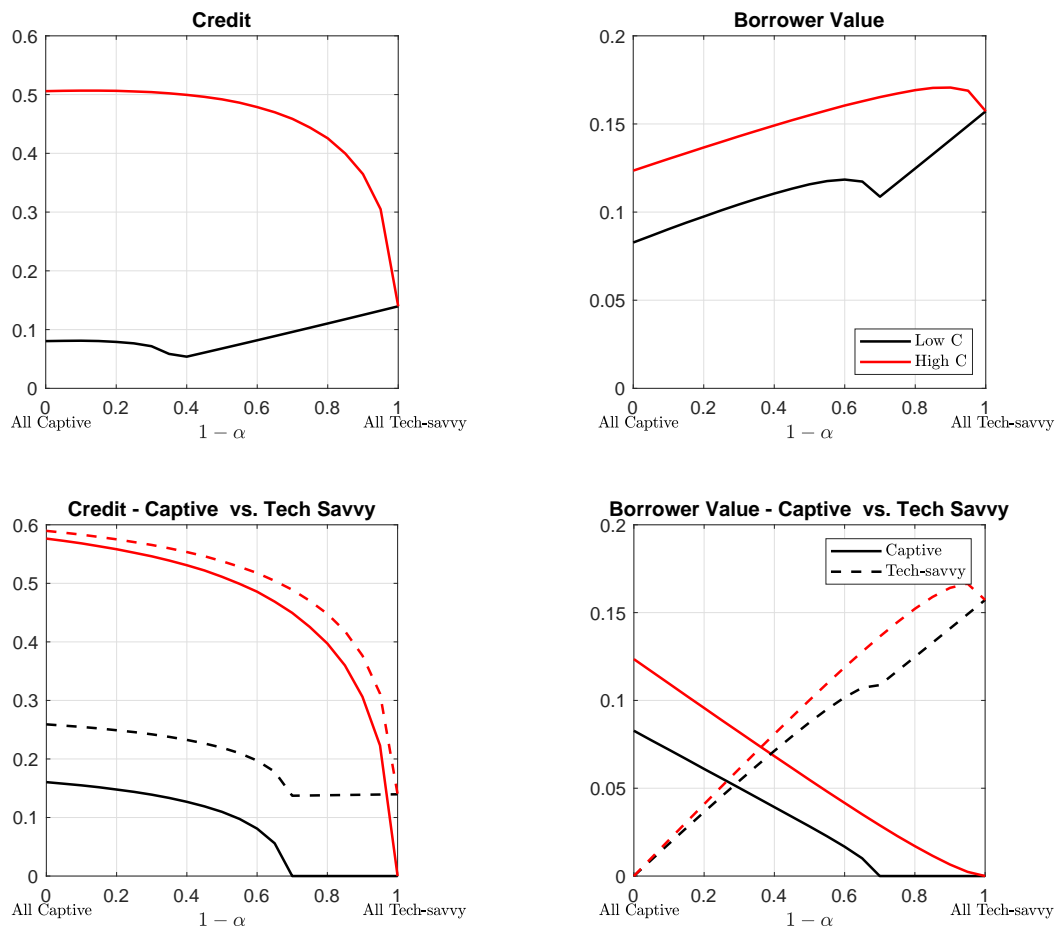 Credit
0.6
0.5
0.4
0.3
0.2
0.1
0
0 0.2 0.4 0.6 0.8 1
All Captive All Tech-savvy
1 − α
Borrower Value
0.2
0.15
0.1
0.05
0
Low C
High C
0 0.2 0.4 0.6 0.8 1
All Captive All Tech-savvy
1 − α
Credit - Captive vs. Tech Savvy
0.6
0.5
0.4
0.3
0.2
0.1
0
0 0.2 0.4 0.6 0.8 1
All Captive All Tech-savvy
1 − α
Borrower Value - Captive vs. Tech Savvy
0.2
Captive
Tech-savvy
0.15
0.1
0.05
0
0 0.2 0.4 0.6 0.8 1
All Captive All Tech-savvy
1 − α